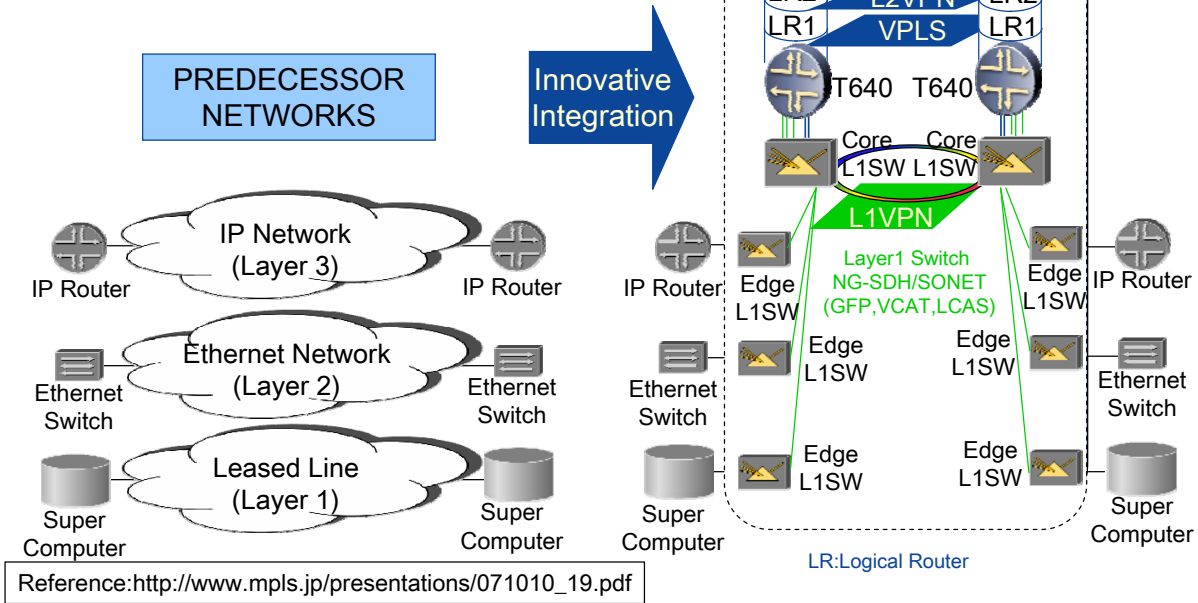 LR2
L2VPN
LR2
LR1
VPLS
LR1
PREDECESSOR
NETWORKS
Innovative
Integration
T640
T640
Core
L1SW
Core
L1SW
L1VPN
IP Network
(Layer 3)
IP Router
IP Router
IP Router
Edge
L1SW
Layer1 Switch
NG-SDH/SONET
(GFP,VCAT,LCAS)
Edge
L1SW
IP Router
Ethernet Network
(Layer 2)
Ethernet
Switch
Ethernet
Switch
Ethernet
Switch
Edge
L1SW
Edge
L1SW
Ethernet
Switch
Leased Line
(Layer 1)
Super
Computer
Super
Computer
Super
Computer
Edge
L1SW
Edge
L1SW
Super
Computer
LR:Logical Router
Reference:http://www.mpls.jp/presentations/071010_19.pdf